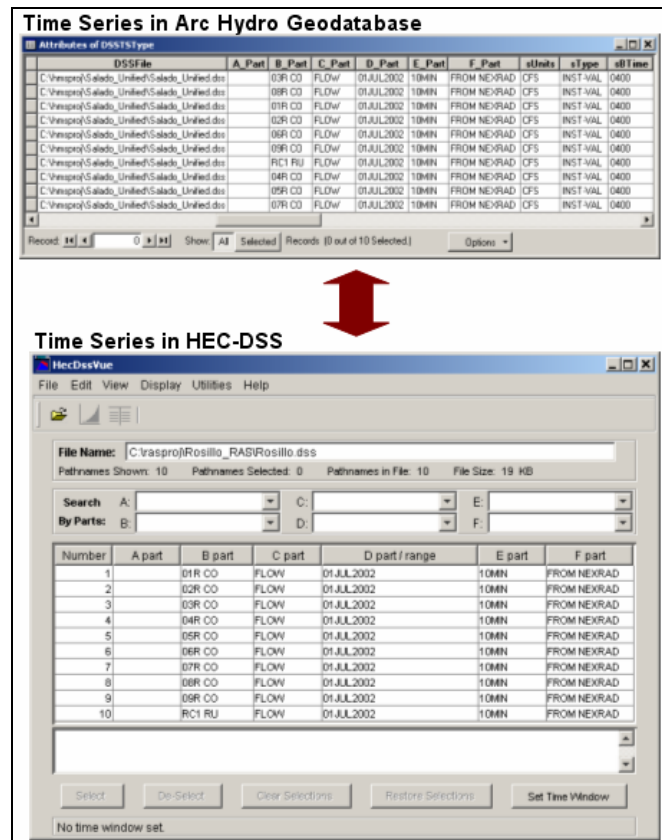 Time Series in Arc Hydro Geodatabase
Attributes of DSSTSType
DSSFile A_Part B_Part C_Part D_Part E_Part F_Part sUnits sType sBTime
C:\hmsproj\Salado_Unified\Salado_Unified.dss 03R CO FLOW 01JUL2002 10MIN FROM NEXRAD CFS INST-VAL 0400
C:\hmsproj\Salado_Unified\Salado_Unified.dss 08R CO FLOW 01JUL2002 10MIN FROM NEXRAD CFS INST-VAL 0400
C:\hmsproj\Salado_Unified\Salado_Unified.dss 01R CO FLOW 01JUL2002 10MIN FROM NEXRAD CFS INST-VAL 0400
C:\hmsproj\Salado_Unified\Salado_Unified.dss 02R CO FLOW 01JUL2002 10MIN FROM NEXRAD CFS INST-VAL 0400
C:\hmsproj\Salado_Unified\Salado_Unified.dss 06R CO FLOW 01JUL2002 10MIN FROM NEXRAD CFS INST-VAL 0400
C:\hmsproj\Salado_Unified\Salado_Unified.dss 09R CO FLOW 01JUL2002 10MIN FROM NEXRAD CFS INST-VAL 0400
C:\hmsproj\Salado_Unified\Salado_Unified.dss RC1 RU FLOW 01JUL2002 10MIN FROM NEXRAD CFS INST-VAL 0400
C:\hmsproj\Salado_Unified\Salado_Unified.dss 04R CO FLOW 01JUL2002 10MIN FROM NEXRAD CFS INST-VAL 0400
C:\hmsproj\Salado_Unified\Salado_Unified.dss 05R CO FLOW 01JUL2002 10MIN FROM NEXRAD CFS INST-VAL 0400
C:\hmsproj\Salado_Unified\Salado_Unified.dss 07R CO FLOW 01JUL2002 10MIN FROM NEXRAD CFS INST-VAL 0400
Record: 0 Show: All Selected Records (0 out of 10 Selected.) Options
Time Series in HEC-DSS
HecDssVue
File Edit View Display Utilities Help
File Name: C:\rasproj\Rosillo_RAS\Rosillo.dss
Pathnames Shown: 10 Pathnames Selected: 0 Pathnames in File: 10 File Size: 19 KB
Search A: C: E:
By Parts: B: D: F:
Number A part B part C part D part / range E part F part
1 01R CO FLOW 01JUL2002 10MIN FROM NEXRAD
2 02R CO FLOW 01JUL2002 10MIN FROM NEXRAD
3 03R CO FLOW 01JUL2002 10MIN FROM NEXRAD
4 04R CO FLOW 01JUL2002 10MIN FROM NEXRAD
5 05R CO FLOW 01JUL2002 10MIN FROM NEXRAD
6 06R CO FLOW 01JUL2002 10MIN FROM NEXRAD
7 07R CO FLOW 01JUL2002 10MIN FROM NEXRAD
8 08R CO FLOW 01JUL2002 10MIN FROM NEXRAD
9 09R CO FLOW 01JUL2002 10MIN FROM NEXRAD
10 RC1 RU FLOW 01JUL2002 10MIN FROM NEXRAD
Select De-Select Clear Selections Restore Selections Set Time Window
No time window set.